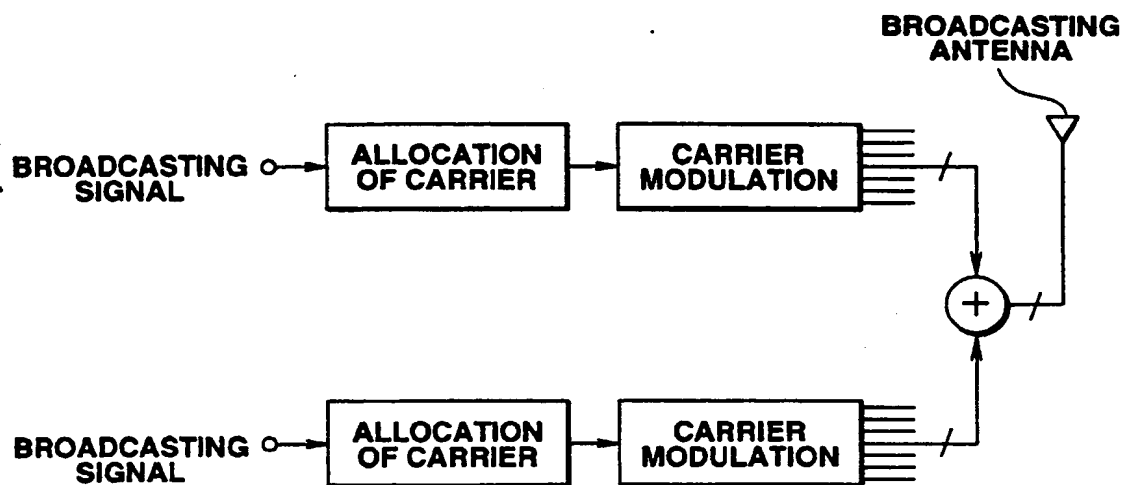 BROADCASTING
ANTENNA
BROADCASTING
SIGNAL
ALLOCATION
OF CARRIER
CARRIER
MODULATION
+
BROADCASTING
SIGNAL
ALLOCATION
OF CARRIER
CARRIER
MODULATION